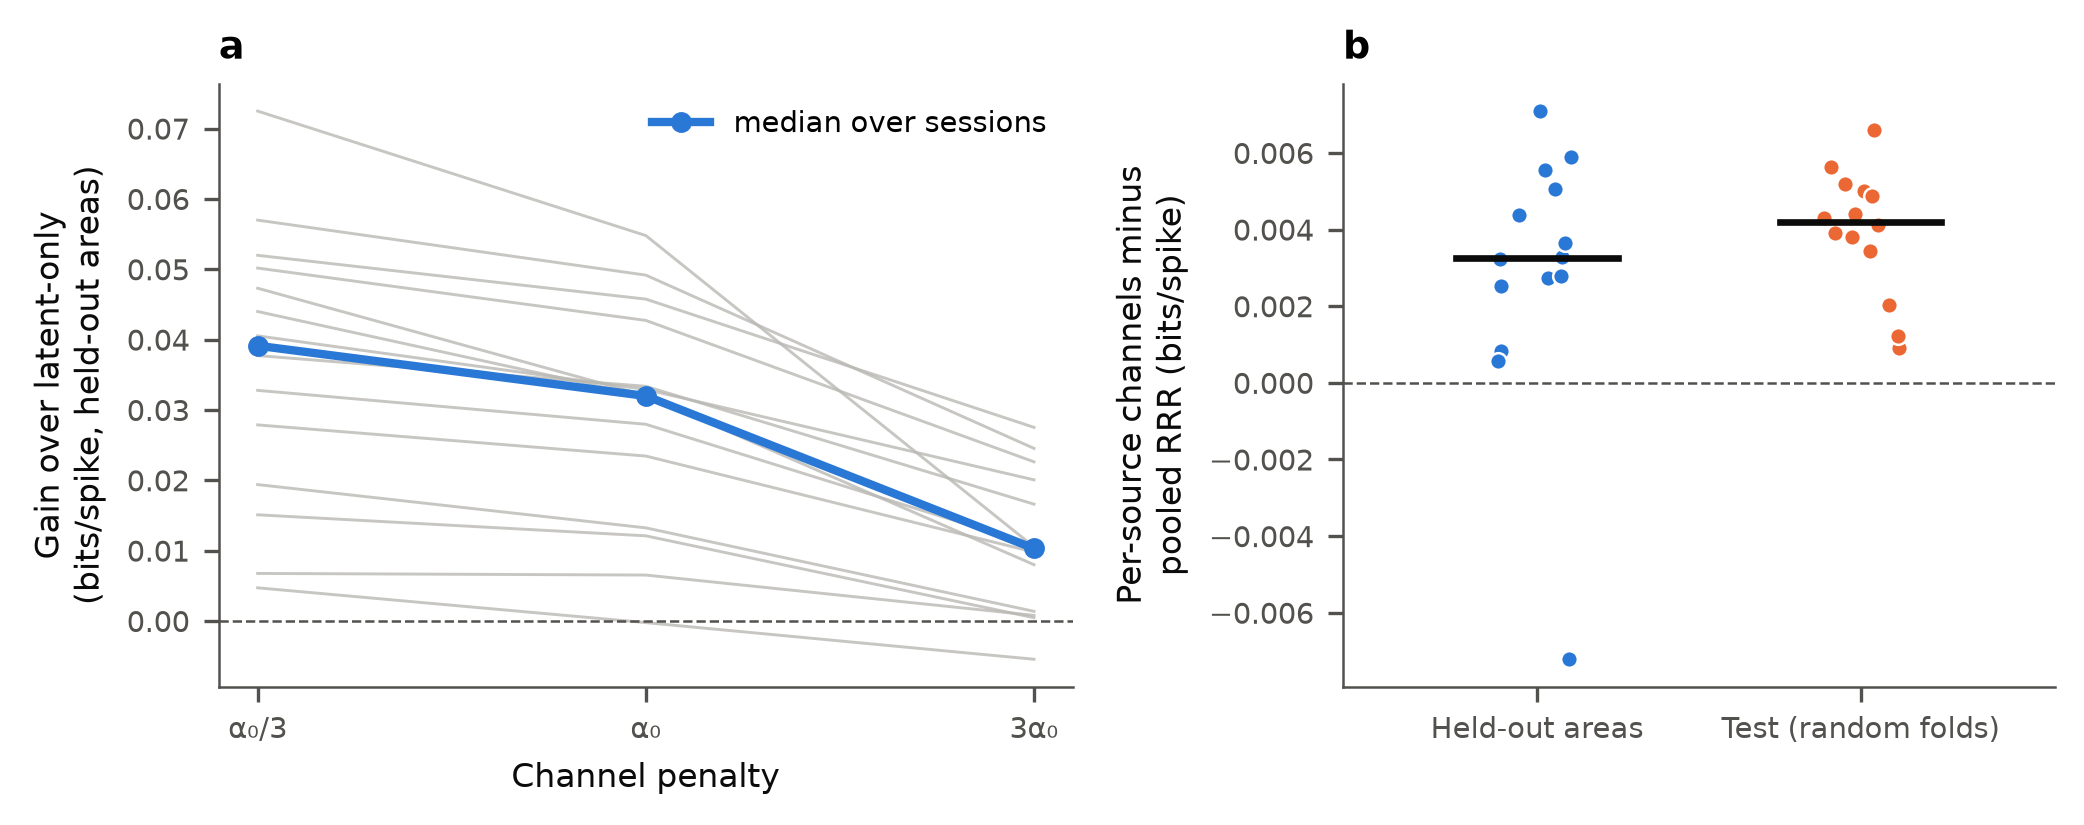 a
Gain over latent-only
(bits/spike, held-out areas)
0.07
0.06
0.05
0.04
0.03
0.02
0.01
0.00
median over sessions
α₀/3
α₀
3α₀
Channel penalty
b
Per-source channels minus
pooled RRR (bits/spike)
0.006
0.004
0.002
0.000
−0.002
−0.004
−0.006
Held-out areas
Test (random folds)